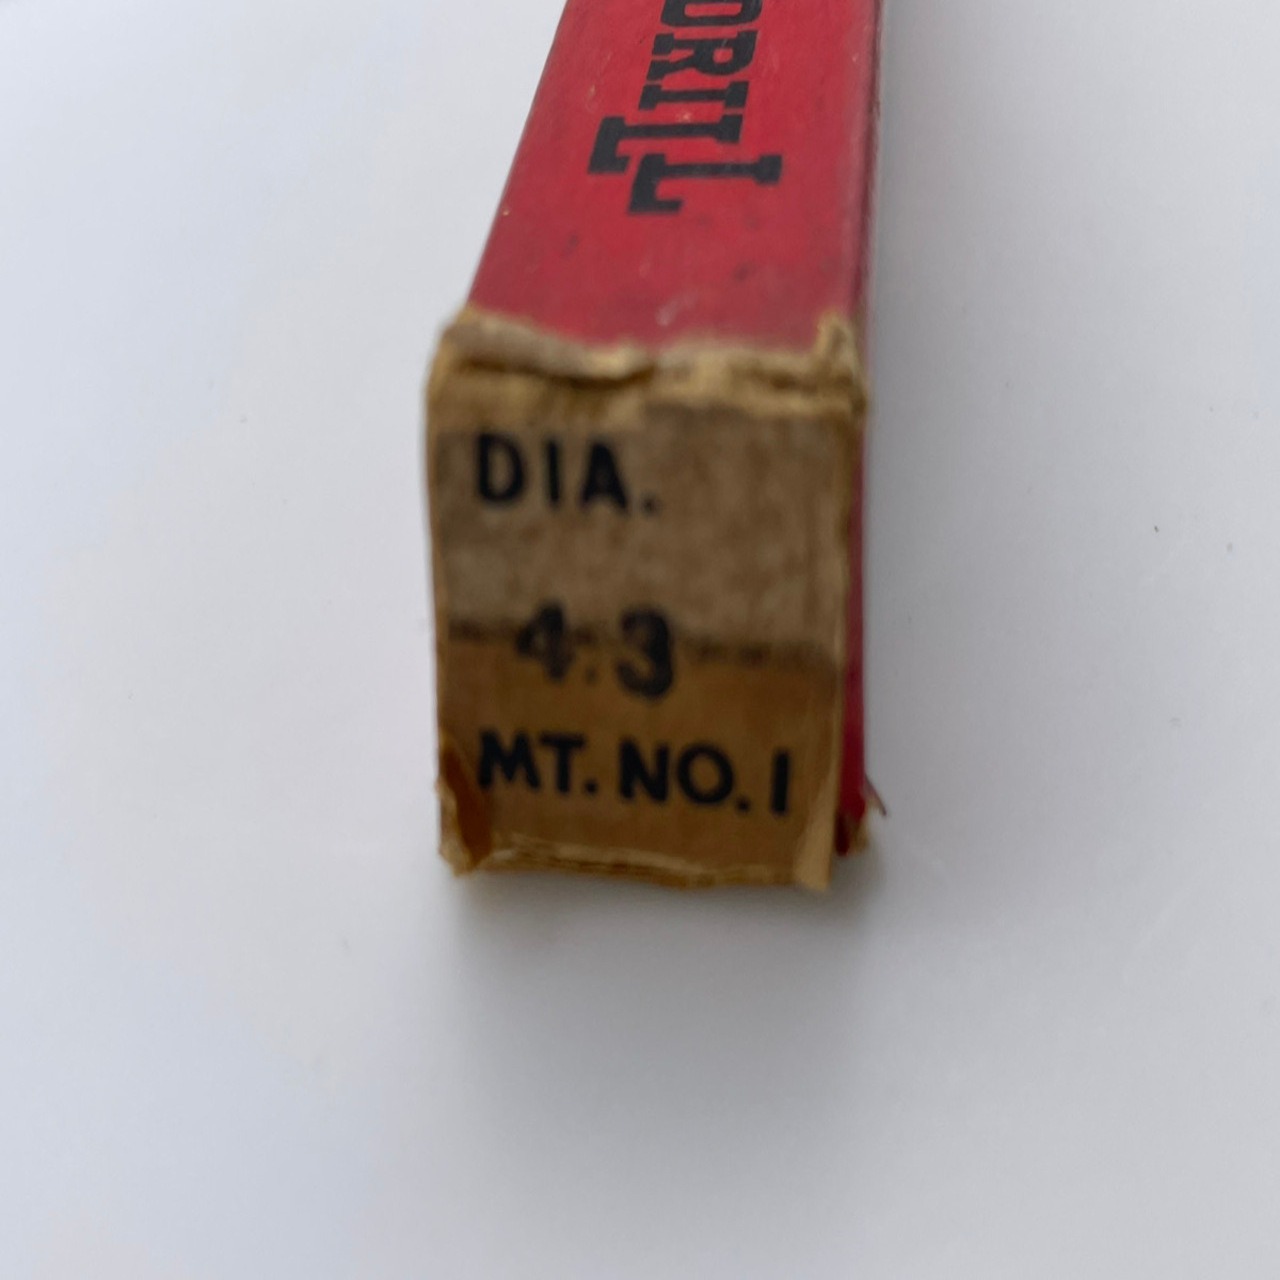 DRILL
DIA.
4.3
MT. NO. 1